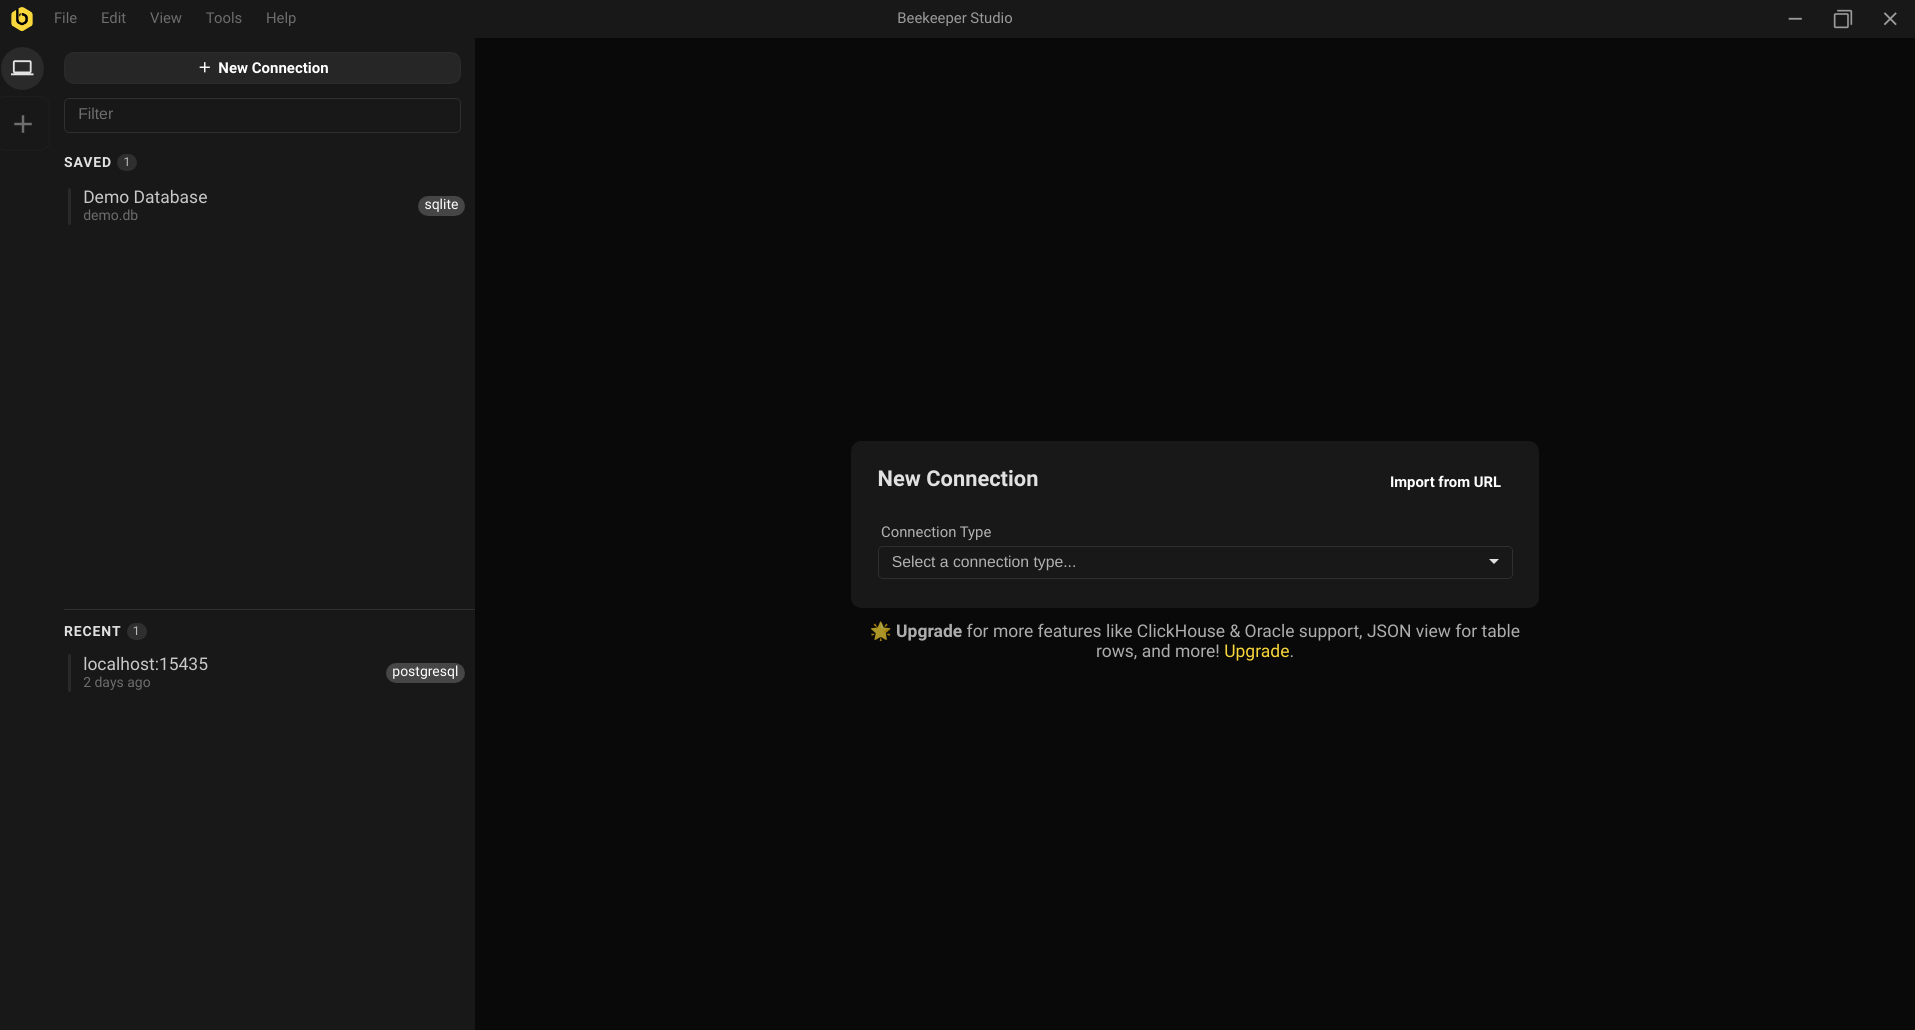 File Edit View Tools Help
Beekeeper Studio
+ New Connection
Filter
SAVED 1
Demo Database
demo.db
sqlite
RECENT 1
localhost:15435
2 days ago
postgresql
New Connection
Import from URL
Connection Type
Select a connection type...
🌟 Upgrade for more features like ClickHouse & Oracle support, JSON view for table
rows, and more! Upgrade.